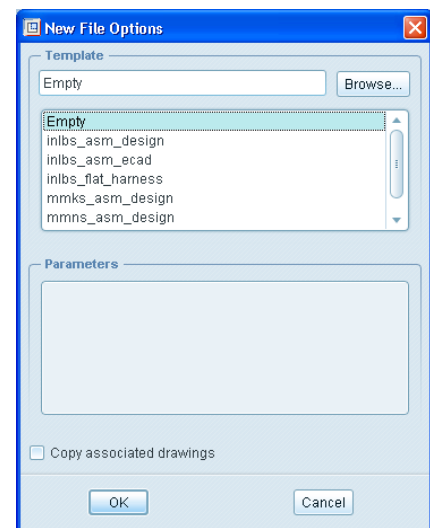 New File Options
Template
Empty
Browse...
Empty
inlbs_asm_design
inlbs_asm_ecad
inlbs_flat_harness
mmks_asm_design
mmns_asm_design
Parameters
Copy associated drawings
OK
Cancel